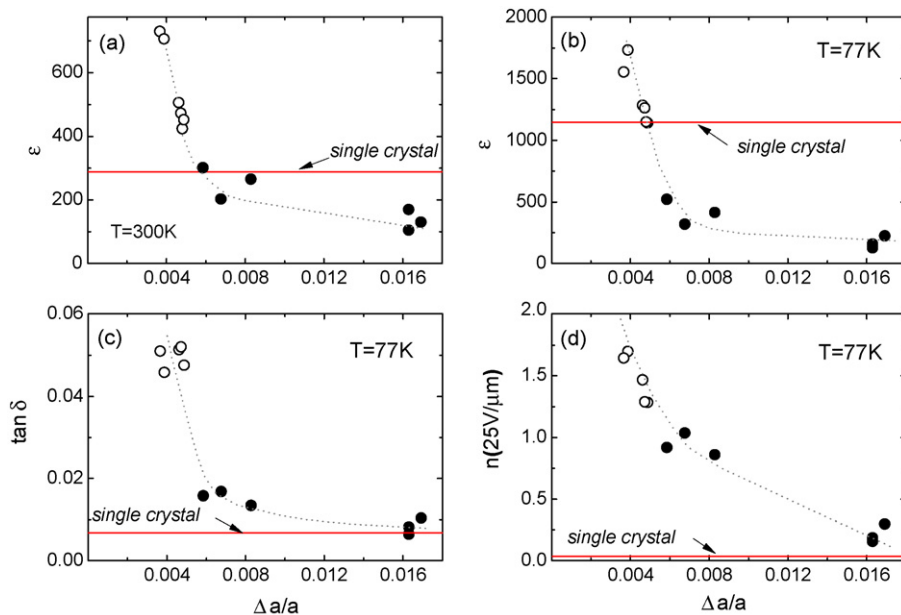 (a)
single crystal
T=300K
ε
600
400
200
0
0.004 0.008 0.012 0.016
(b)
T=77K
single crystal
ε
2000
1750
1500
1250
1000
750
500
250
0
0.004 0.008 0.012 0.016
(c)
T=77K
single crystal
tan δ
0.06
0.04
0.02
0.00
0.004 0.008 0.012 0.016
Δa/a
(d)
T=77K
single crystal
n(25V/μm)
2.0
1.5
1.0
0.5
0.0
0.004 0.008 0.012 0.016
Δa/a